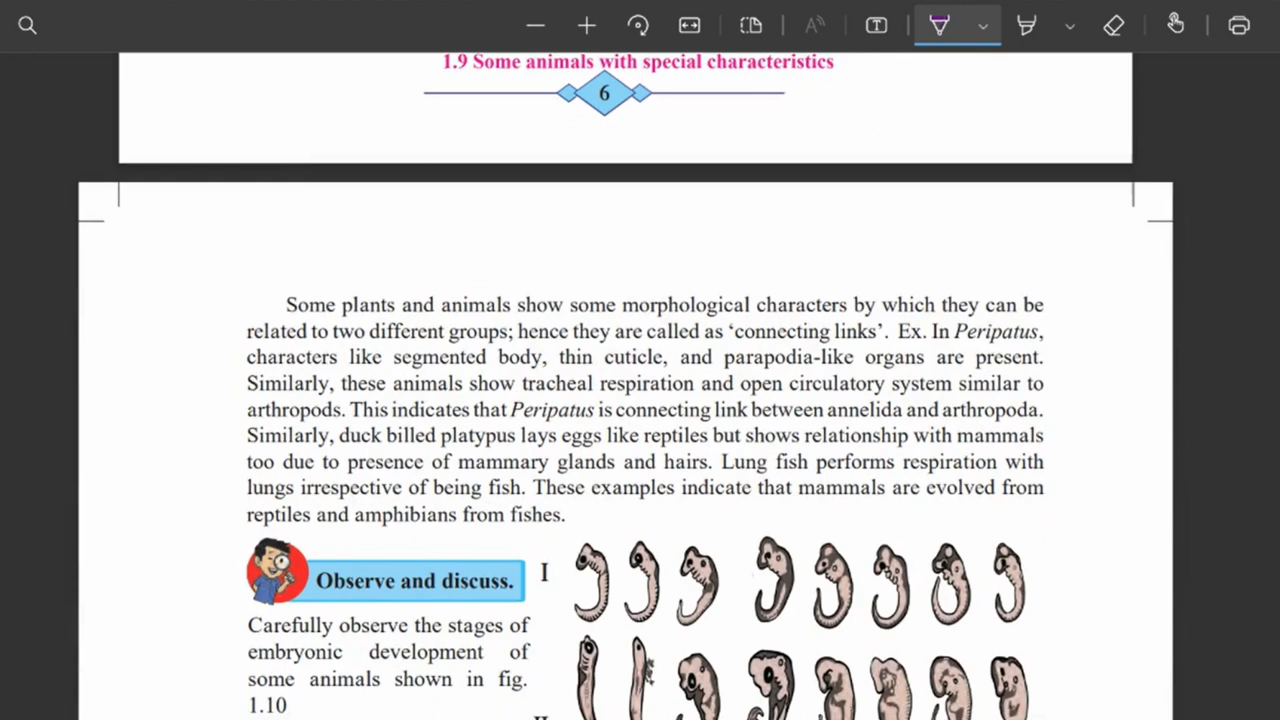 1.9 Some animals with special characteristics
6
Some plants and animals show some morphological characters by which they can be
related to two different groups; hence they are called as ‘connecting links’. Ex. In Peripatus,
characters like segmented body, thin cuticle, and parapodia-like organs are present.
Similarly, these animals show tracheal respiration and open circulatory system similar to
arthropods. This indicates that Peripatus is connecting link between annelida and arthropoda.
Similarly, duck billed platypus lays eggs like reptiles but shows relationship with mammals
too due to presence of mammary glands and hairs. Lung fish performs respiration with
lungs irrespective of being fish. These examples indicate that mammals are evolved from
reptiles and amphibians from fishes.
Observe and discuss.
I
Carefully observe the stages of
embryonic development of
some animals shown in fig.
1.10